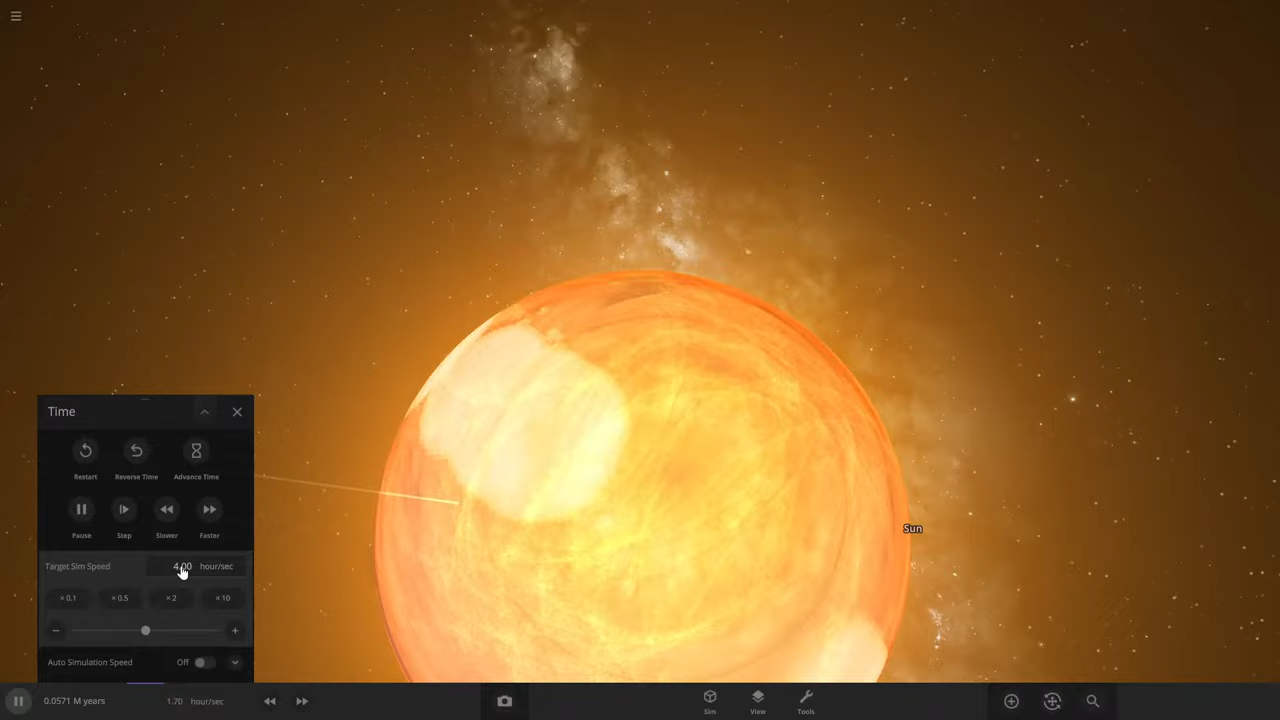 Sun
Time
Restart Reverse Time Advance Time
Pause Step Slower Faster
Target Sim Speed 4.00 hour/sec
× 0.1 × 0.5 × 2 × 10
Auto Simulation Speed Off
0.0571 M years 1.70 hour/sec
Sim View Tools